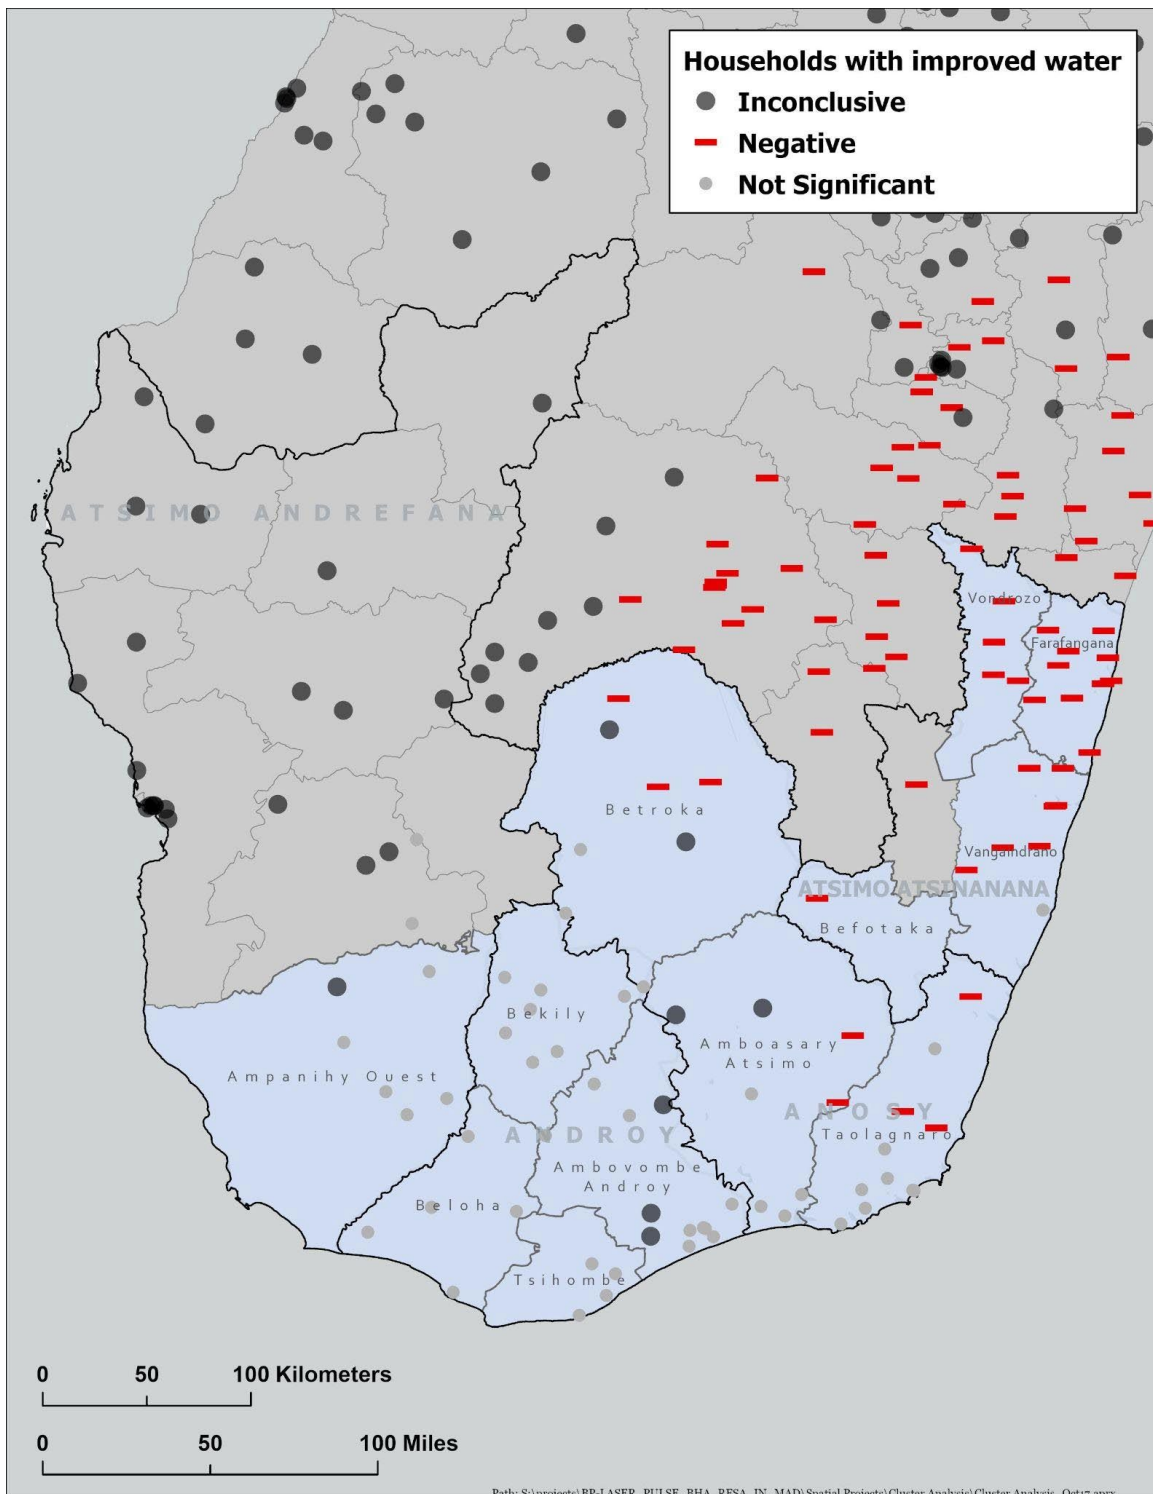 Households with improved water
Inconclusive
Negative
Not Significant
ATSIMO ANDREFANA
Vondrozo
Farafangana
Betroka
Vangaindrano
ATSIMO ATSINANANA
Befotaka
Bekily
Amboasary
Atsimo
Ampanihy Ouest
ANOSY
Taolagnaro
ANDROY
Ambovombe
Androy
Beloha
Tsihombe
0 50 100 Kilometers
0 50 100 Miles